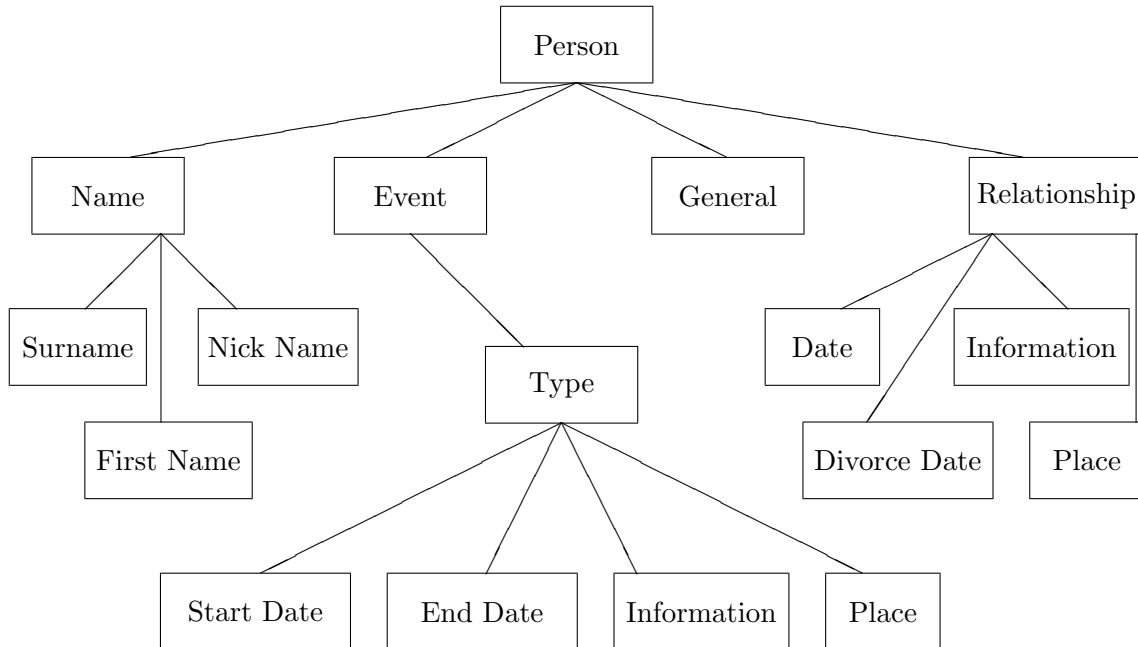 Person
Name
Event
General
Relationship
Surname
Nick Name
Date
Information
Type
First Name
Divorce Date
Place
Start Date
End Date
Information
Place